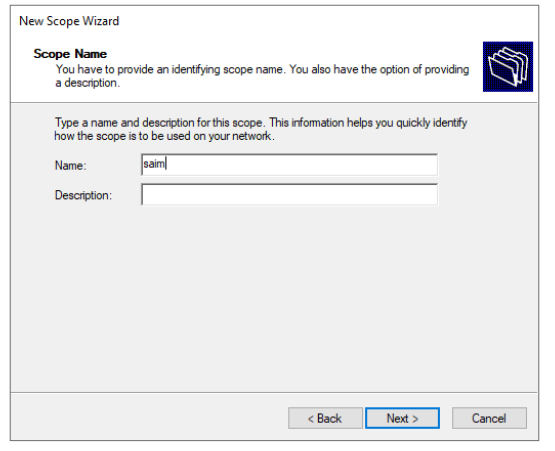 New Scope Wizard
Scope Name
You have to provide an identifying scope name. You also have the option of providing
a description.
Type a name and description for this scope. This information helps you quickly identify
how the scope is to be used on your network.
Name: saim
Description:
< Back Next > Cancel